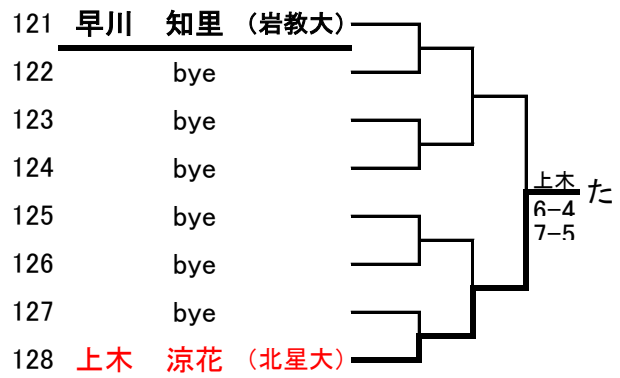 121 早川 知里 (岩教大)
122 bye
123 bye
124 bye
125 bye
126 bye
127 bye
128 上木 涼花 (北星大)
上木
6-4
7-5
た